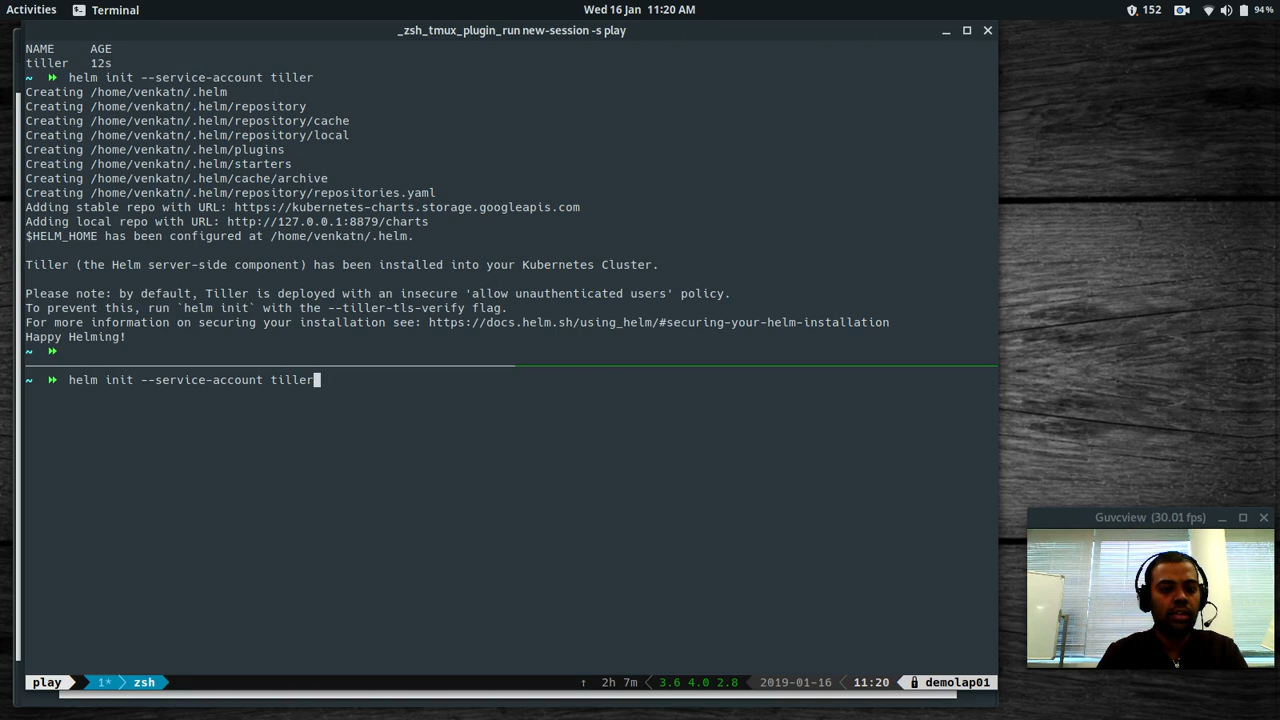 Activities Terminal Wed 16 Jan 11:20 AM 152 94%
_zsh_tmux_plugin_run new-session -s play
NAME AGE
tiller 12s
~ helm init --service-account tiller
Creating /home/venkatn/.helm
Creating /home/venkatn/.helm/repository
Creating /home/venkatn/.helm/repository/cache
Creating /home/venkatn/.helm/repository/local
Creating /home/venkatn/.helm/plugins
Creating /home/venkatn/.helm/starters
Creating /home/venkatn/.helm/cache/archive
Creating /home/venkatn/.helm/repository/repositories.yaml
Adding stable repo with URL: https://kubernetes-charts.storage.googleapis.com
Adding local repo with URL: http://127.0.0.1:8879/charts
$HELM_HOME has been configured at /home/venkatn/.helm.
Tiller (the Helm server-side component) has been installed into your Kubernetes Cluster.
Please note: by default, Tiller is deployed with an insecure 'allow unauthenticated users' policy.
To prevent this, run `helm init` with the --tiller-tls-verify flag.
For more information on securing your installation see: https://docs.helm.sh/using_helm/#securing-your-helm-installation
Happy Helming!
~
~ helm init --service-account tiller
Guvcview (30.01 fps)
play 1* zsh ↑ 2h 7m 3.6 4.0 2.8 2019-01-16 11:20 demolap01